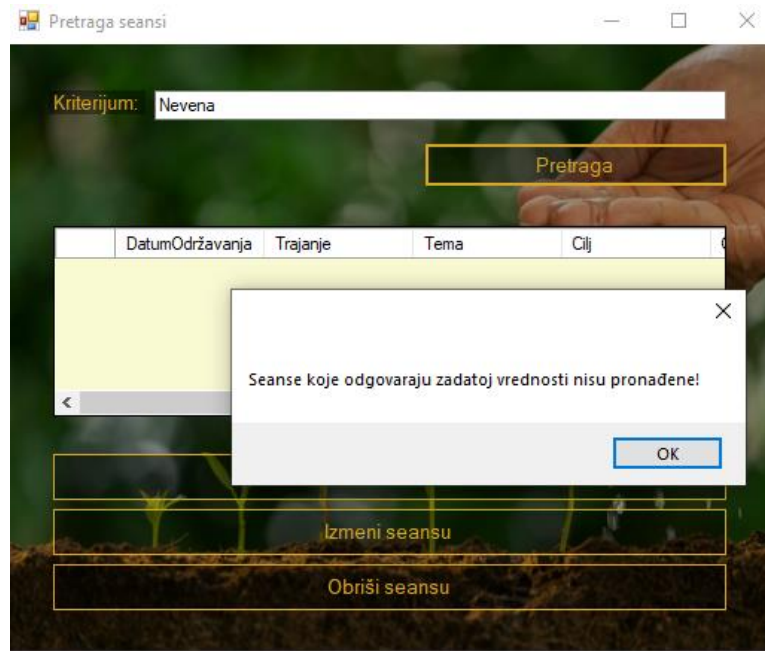 Pretraga seansi
Kriterijum: Nevena
Pretraga
DatumOdržavanja Trajanje Tema Cilj
Seanse koje odgovaraju zadatoj vrednosti nisu pronađene!
OK
Izmeni seansu
Obriši seansu